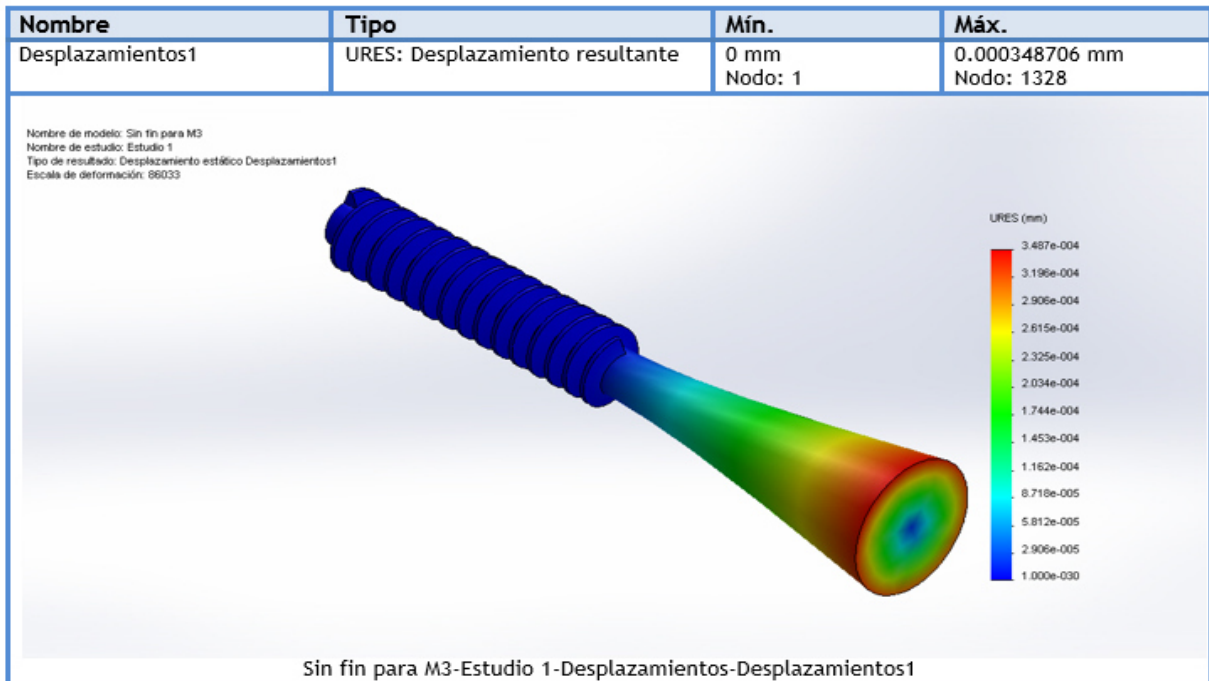 Nombre Tipo Mín. Máx.
Desplazamientos1 URES: Desplazamiento resultante 0 mm 0.000348706 mm
Nodo: 1 Nodo: 1328
Nombre de modelo: Sin fin para M3
Nombre de estudio: Estudio 1
Tipo de resultado: Desplazamiento estático Desplazamientos1
Escala de deformación: 86033
URES (mm)
3.487e-004
3.196e-004
2.906e-004
2.615e-004
2.325e-004
2.034e-004
1.744e-004
1.453e-004
1.162e-004
8.718e-005
5.812e-005
2.906e-005
1.000e-030
Sin fin para M3-Estudio 1-Desplazamientos-Desplazamientos1